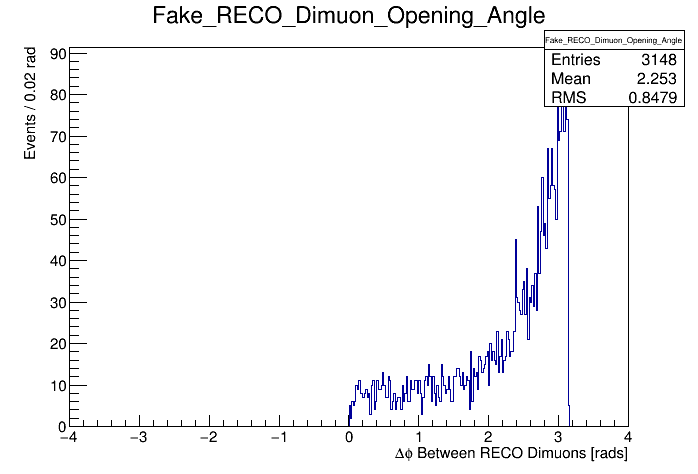 Fake_RECO_Dimuon_Opening_Angle
Fake_RECO_Dimuon_Opening_Angle
Entries 3148
Mean 2.253
RMS 0.8479
Events / 0.02 rad
90
80
70
60
50
40
30
20
10
0
−4 −3 −2 −1 0 1 2 3 4
Δϕ Between RECO Dimuons [rads]